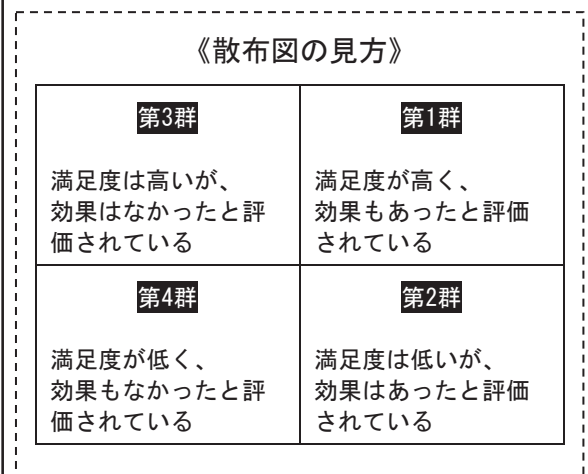 《散布図の見方》
第3群
満足度は高いが、
効果はなかったと評
価されている
第1群
満足度が高く、
効果もあったと評価
されている
第4群
満足度が低く、
効果もなかったと評
価されている
第2群
満足度は低いが、
効果はあったと評価
されている